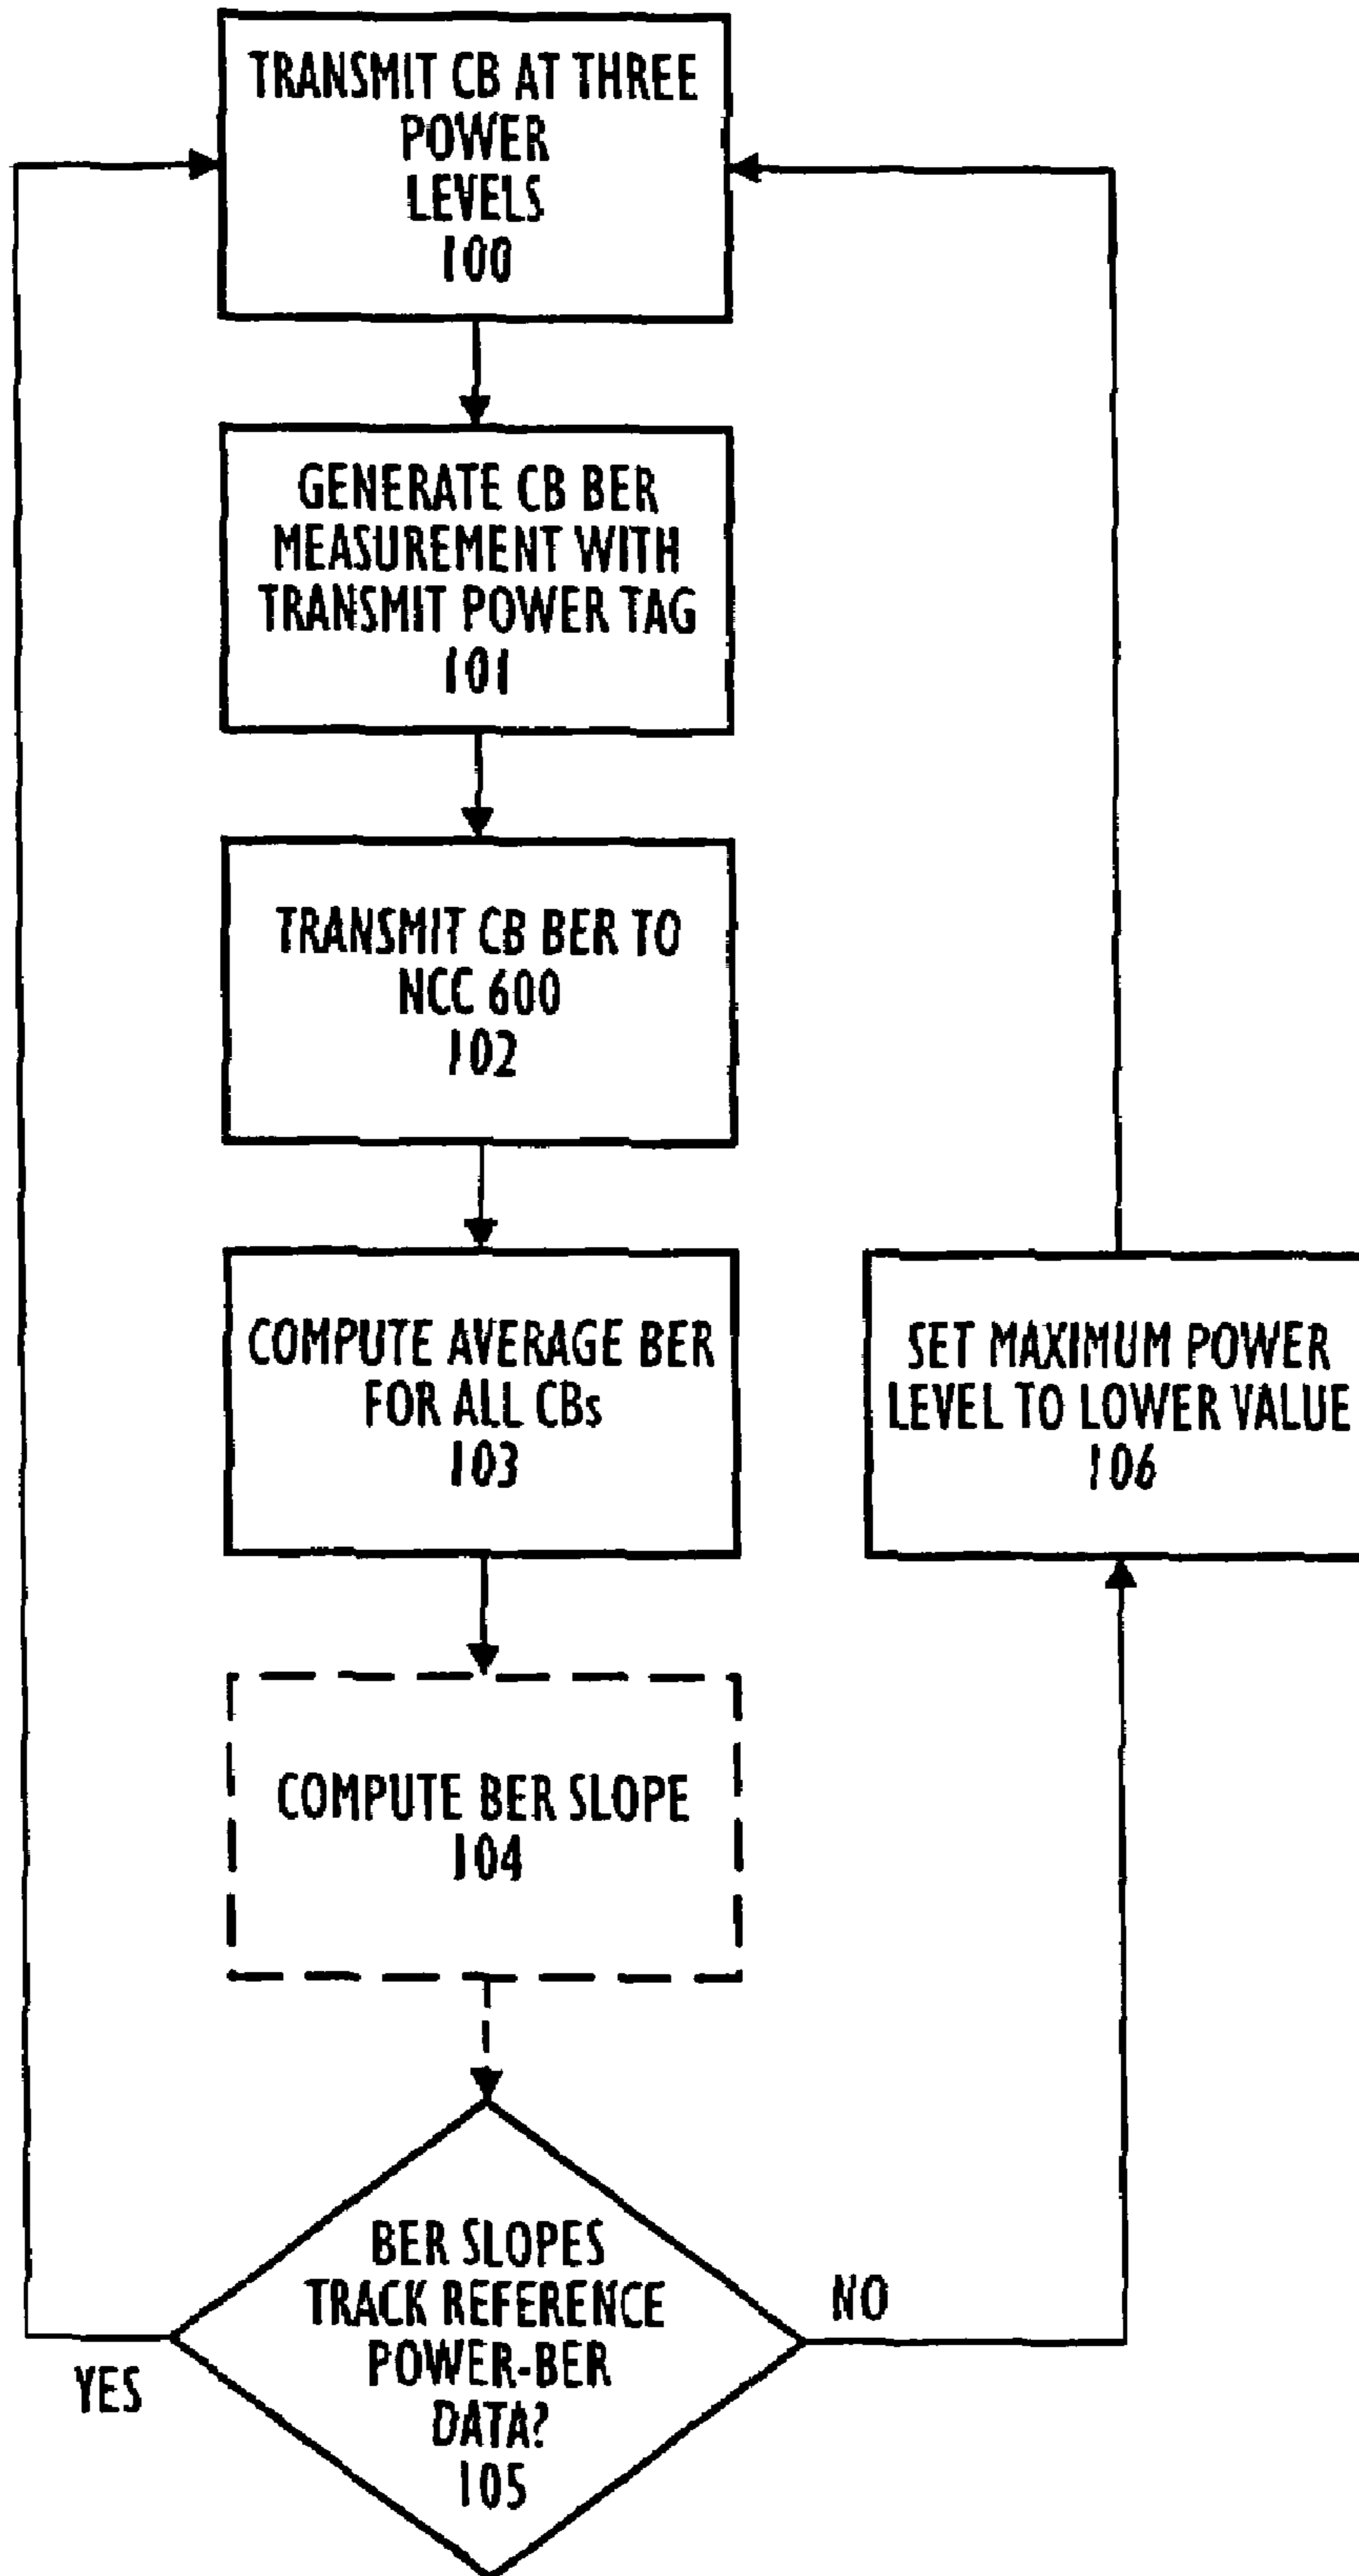 TRANSMIT CB AT THREE
POWER
LEVELS
100
GENERATE CB BER
MEASUREMENT WITH
TRANSMIT POWER TAG
101
TRANSMIT CB BER TO
NCC 600
102
COMPUTE AVERAGE BER
FOR ALL CBs
103
SET MAXIMUM POWER
LEVEL TO LOWER VALUE
106
COMPUTE BER SLOPE
104
BER SLOPES
TRACK REFERENCE
POWER-BER
DATA?
105
NO
YES